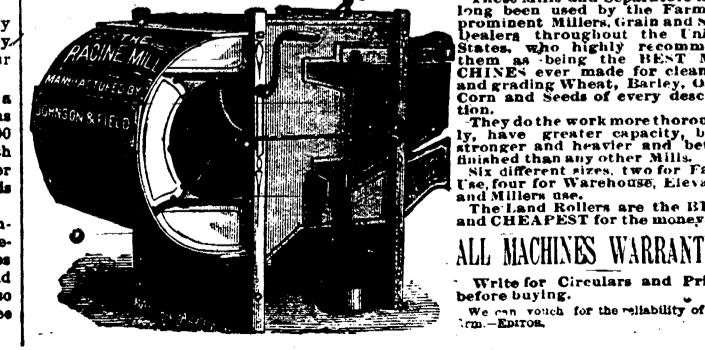 THE
RACINE MILL
MANUFACTURED BY
JOHNSON & FIELD
long been used by the Farm
prominent Millers, Grain and S
Dealers throughout the Uni
States, who highly recomm
them as being the BEST M
CHINES ever made for clean
and grading Wheat, Barley, O
Corn and Seeds of every desc
tion.
They do the work more thorou
ly, have greater capacity, b
stronger and heavier and bet
finished than any other Mills.
Six different sizes, two for Fa
Use, four for Warehouse, Eleva
and Millers use.
The Land Rollers are the BE
and CHEAPEST for the money
ALL MACHINES WARRANT
Write for Circulars and Pri
before buying.
We can vouch for the reliability of
EDITOR.